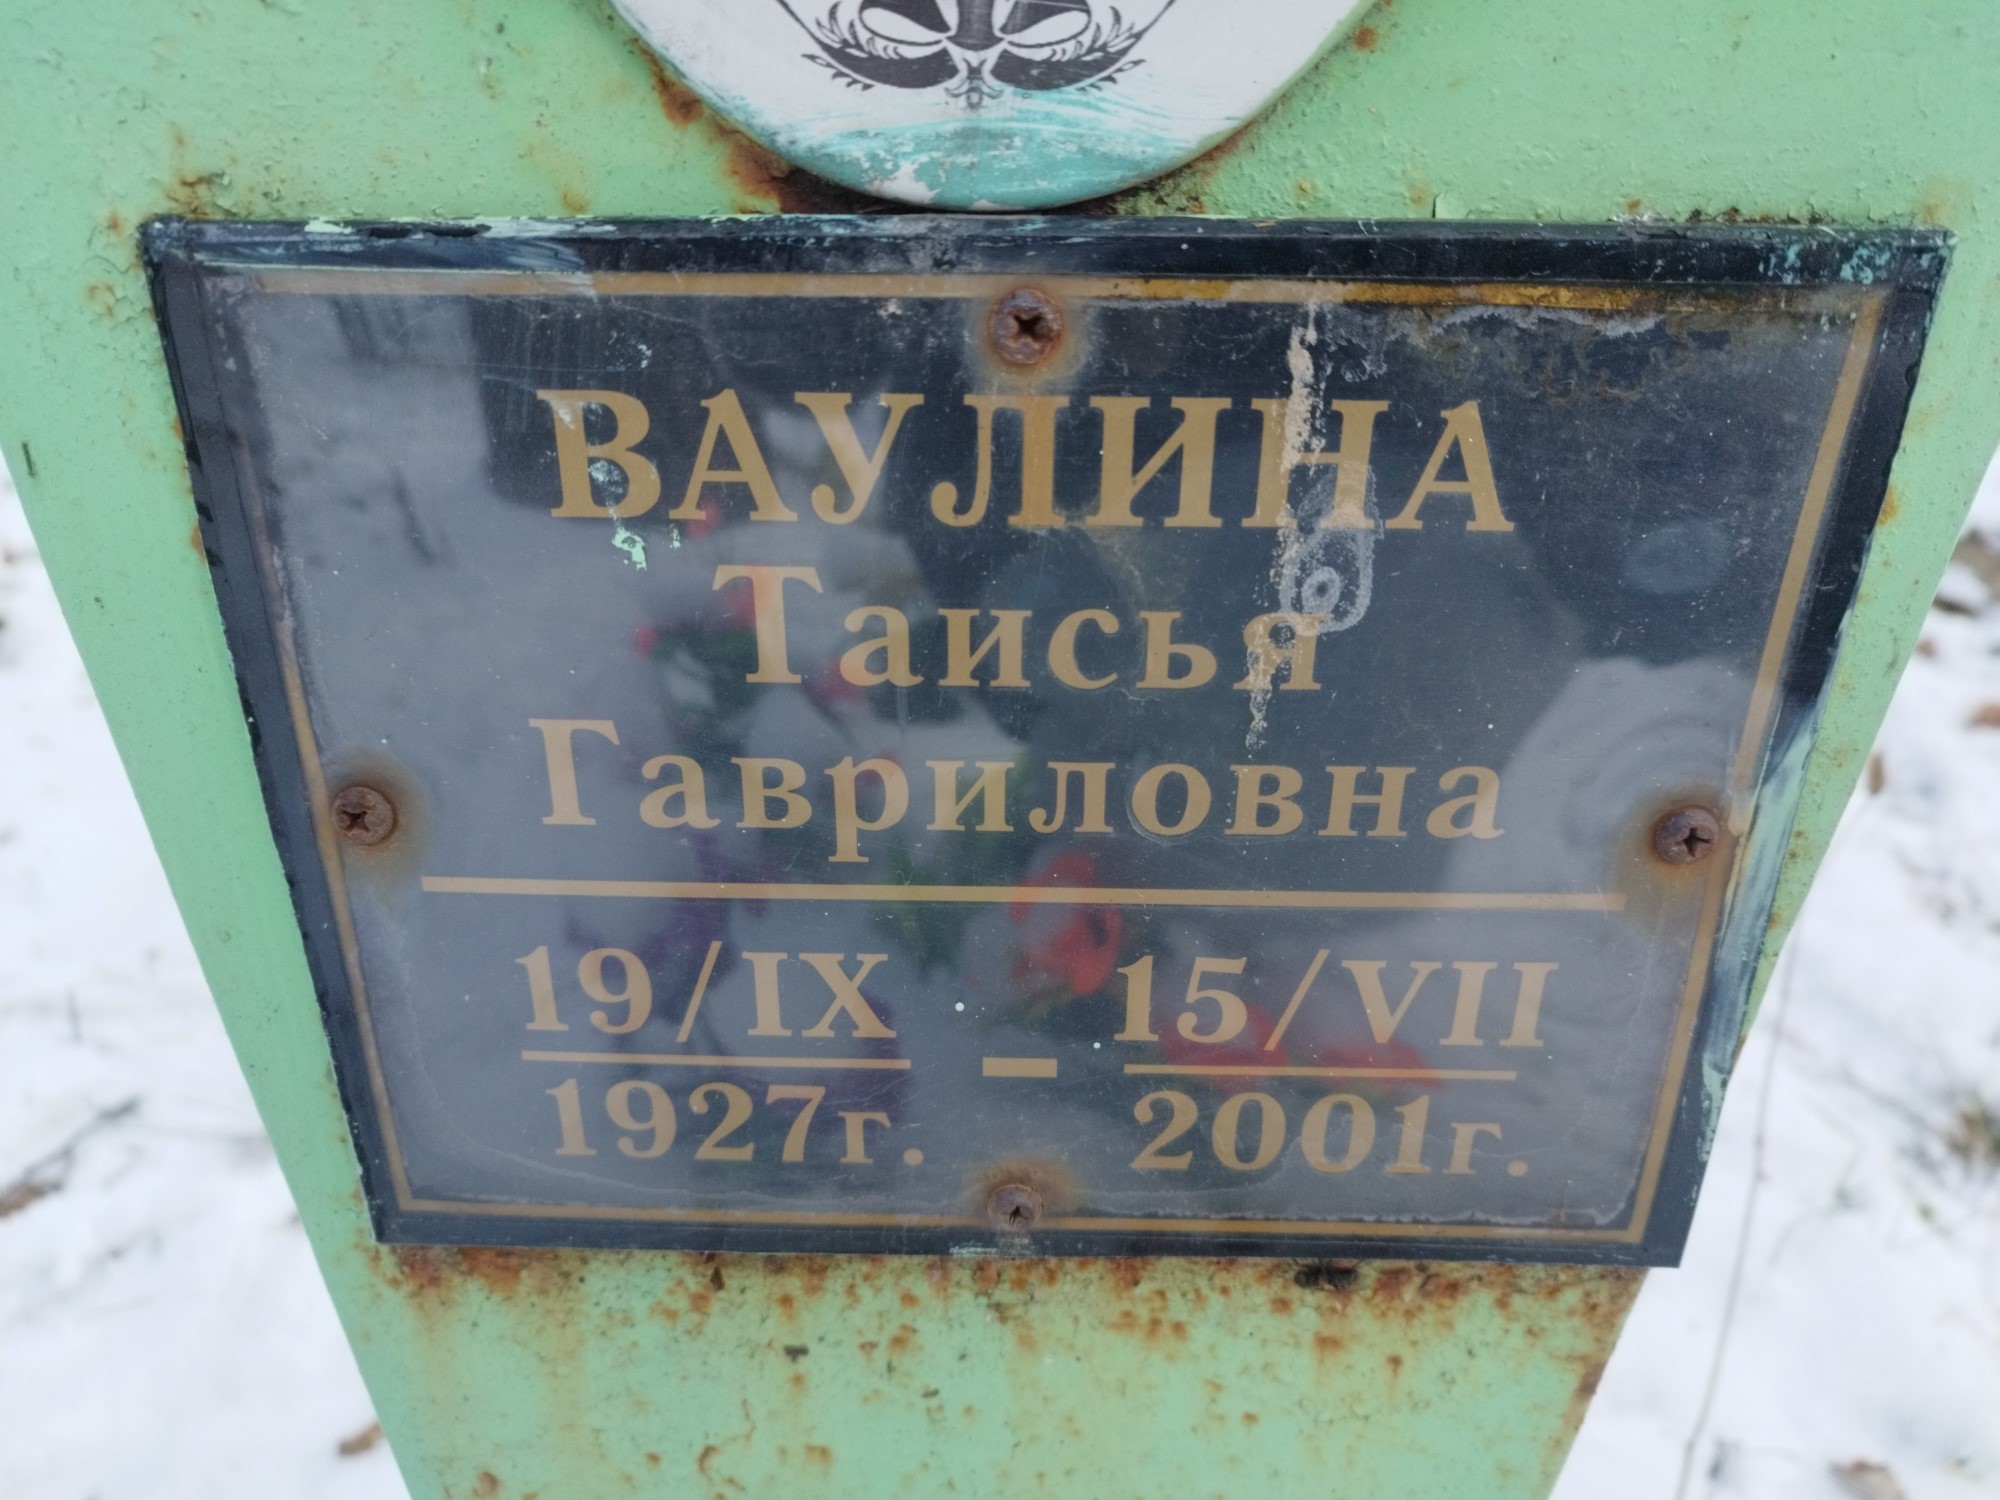 ВАУЛИНА
Таисья
Гавриловна
19/IX - 15/VII
1927г. 2001г.